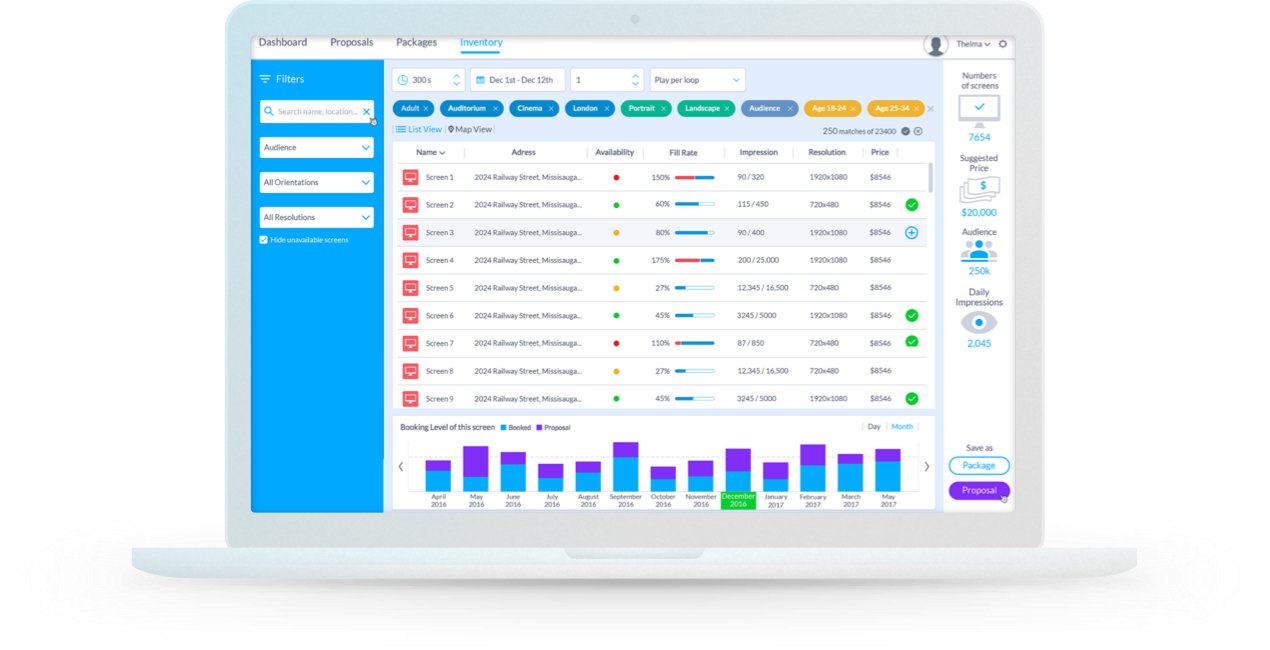 Dashboard Proposals Packages Inventory Thelma
Filters
Search name, location...
Audience
All Orientations
All Resolutions
Hide unavailable screens
300 s Dec 1st - Dec 12th 1 Play per loop
Adult × Auditorium × Cinema × London × Portrait × Landscape × Audience × Age 18-24 × Age 25-34 ×
List View Map View 250 matches of 23400
Name Adress Availability Fill Rate Impression Resolution Price
Screen 1 2024 Railway Street, Missisauga... 150% 90 / 320 1920x1080 $8546
Screen 2 2024 Railway Street, Missisauga... 60% 115 / 450 720x480 $8546
Screen 3 2024 Railway Street, Missisauga... 80% 90 / 400 1920x1080 $8546
Screen 4 2024 Railway Street, Missisauga... 175% 200 / 25,000 1920x1080 $8546
Screen 5 2024 Railway Street, Missisauga... 27% 12,345 / 16,500 720x480 $8546
Screen 6 2024 Railway Street, Missisauga... 45% 3245 / 5000 1920x1080 $8546
Screen 7 2024 Railway Street, Missisauga... 110% 87 / 850 720x480 $8546
Screen 8 2024 Railway Street, Missisauga... 27% 12,345 / 16,500 720x480 $8546
Screen 9 2024 Railway Street, Missisauga... 45% 3245 / 5000 1920x1080 $8546
Booking Level of this screen Booked Proposal Day Month
April May June July August September October November December January February March May
2016 2016 2016 2016 2016 2016 2016 2016 2016 2017 2017 2017 2017
Numbers
of screens
7654
Suggested
Price
$
$20,000
Audience
250k
Daily
Impressions
2,045
Save as
Package
Proposal